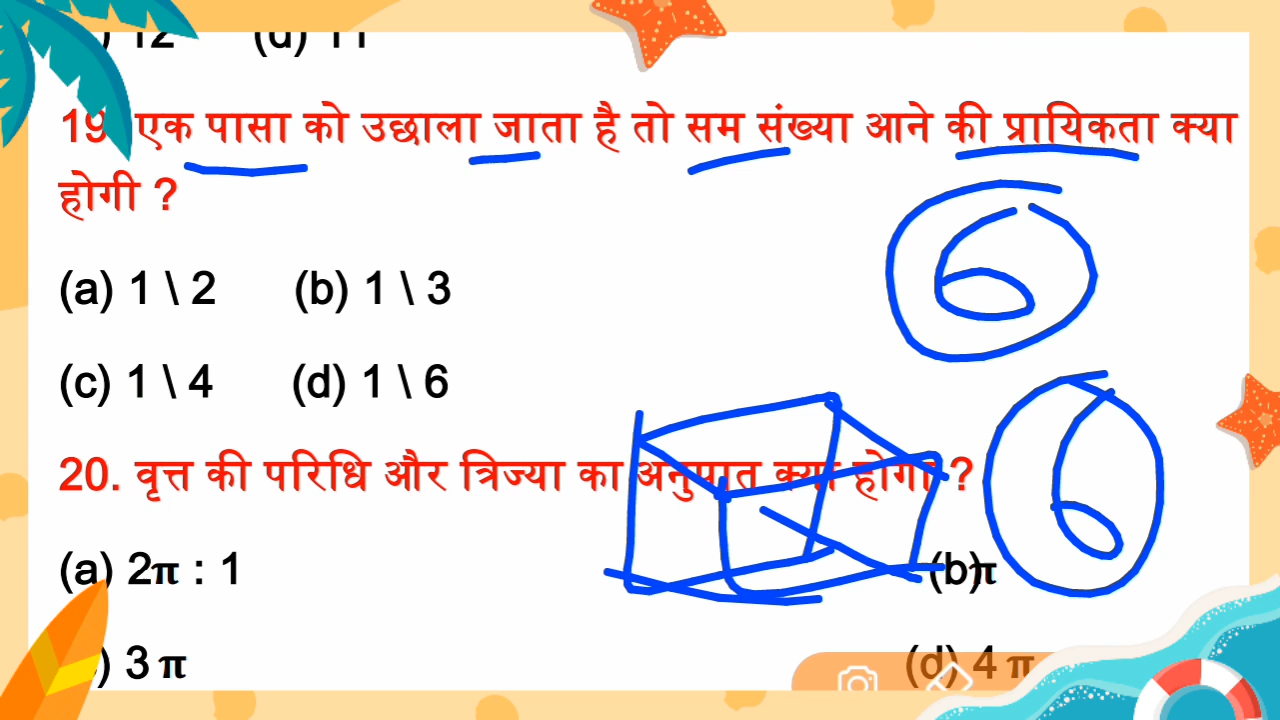 ) 12 (d) 11
19. एक पासा को उछाला जाता है तो सम संख्या आने की प्रायिकता क्या
होगी ?
6
(a) 1 \ 2 (b) 1 \ 3
(c) 1 \ 4 (d) 1 \ 6
20. वृत्त की परिधि और त्रिज्या का अनुपात क्या होगा ?
6
(a) 2π : 1 (b)π
) 3 π (d) 4 π